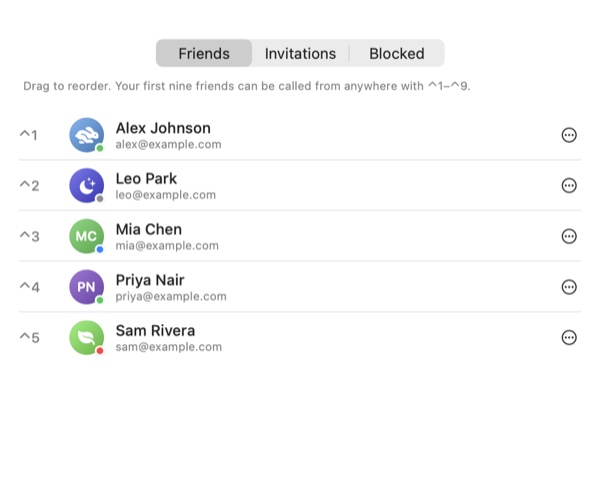 Friends Invitations Blocked
Drag to reorder. Your first nine friends can be called from anywhere with ^1–^9.
^1 Alex Johnson
alex@example.com
^2 Leo Park
leo@example.com
^3 MC Mia Chen
mia@example.com
^4 PN Priya Nair
priya@example.com
^5 Sam Rivera
sam@example.com